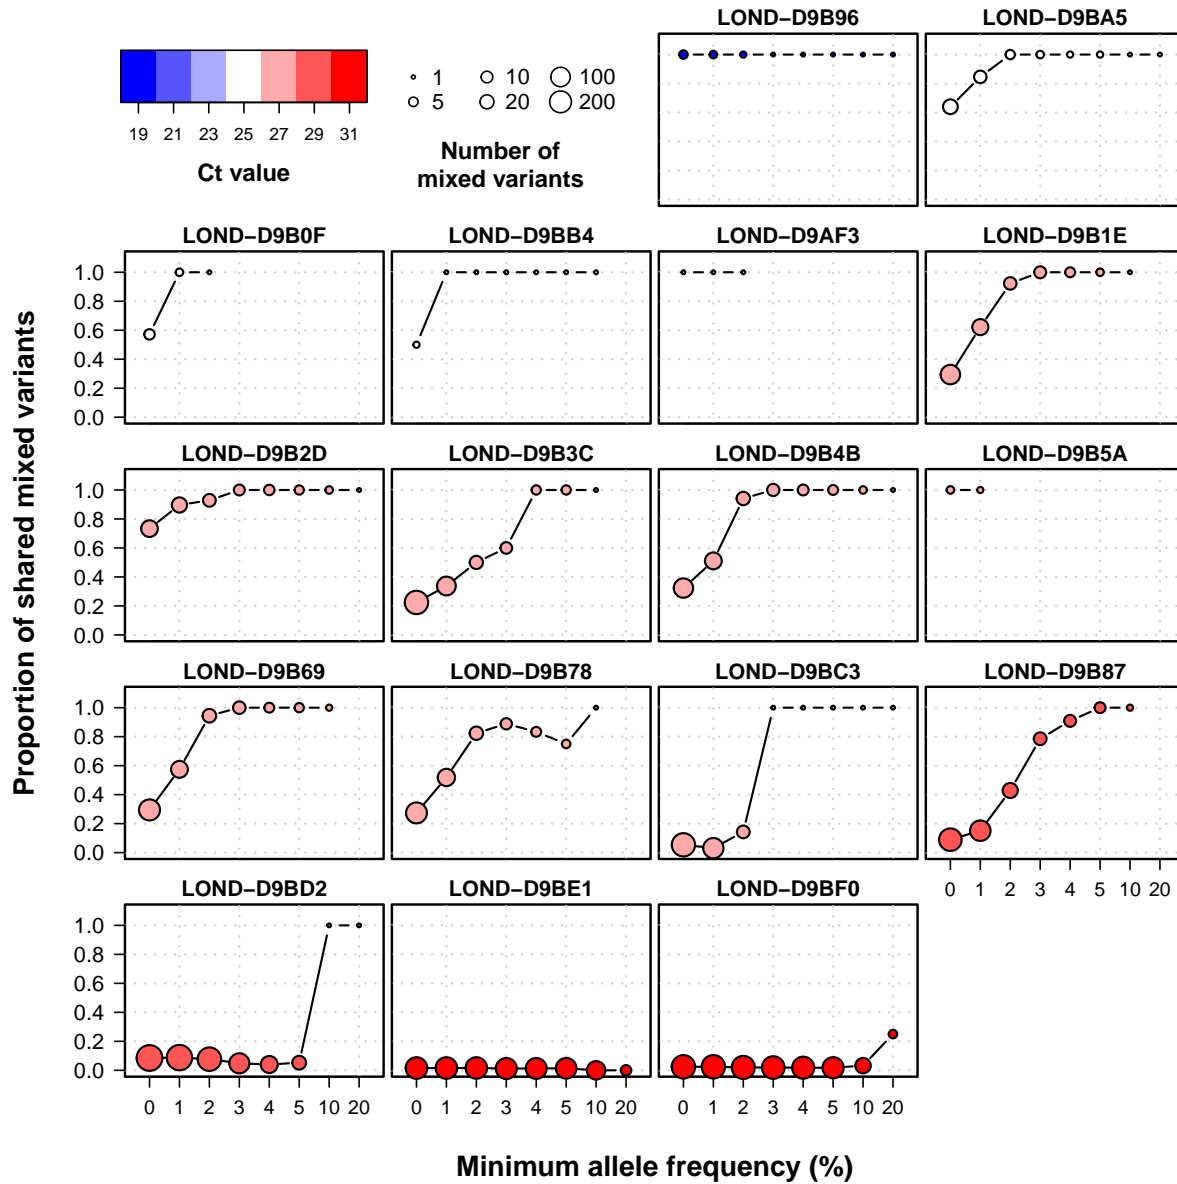 LOND–D9B96 LOND–D9BA5
1 10 100
5 20 200
19 21 23 25 27 29 31
Ct value
Number of
mixed variants
LOND–D9B0F LOND–D9BB4 LOND–D9AF3 LOND–D9B1E
1.0
0.8
0.6
0.4
0.2
0.0
LOND–D9B2D LOND–D9B3C LOND–D9B4B LOND–D9B5A
1.0
0.8
0.6
0.4
0.2
0.0
Proportion of shared mixed variants
LOND–D9B69 LOND–D9B78 LOND–D9BC3 LOND–D9B87
1.0
0.8
0.6
0.4
0.2
0.0
0 1 2 3 4 5 10 20
LOND–D9BD2 LOND–D9BE1 LOND–D9BF0
1.0
0.8
0.6
0.4
0.2
0.0
0 1 2 3 4 5 10 20 0 1 2 3 4 5 10 20 0 1 2 3 4 5 10 20
Minimum allele frequency (%)